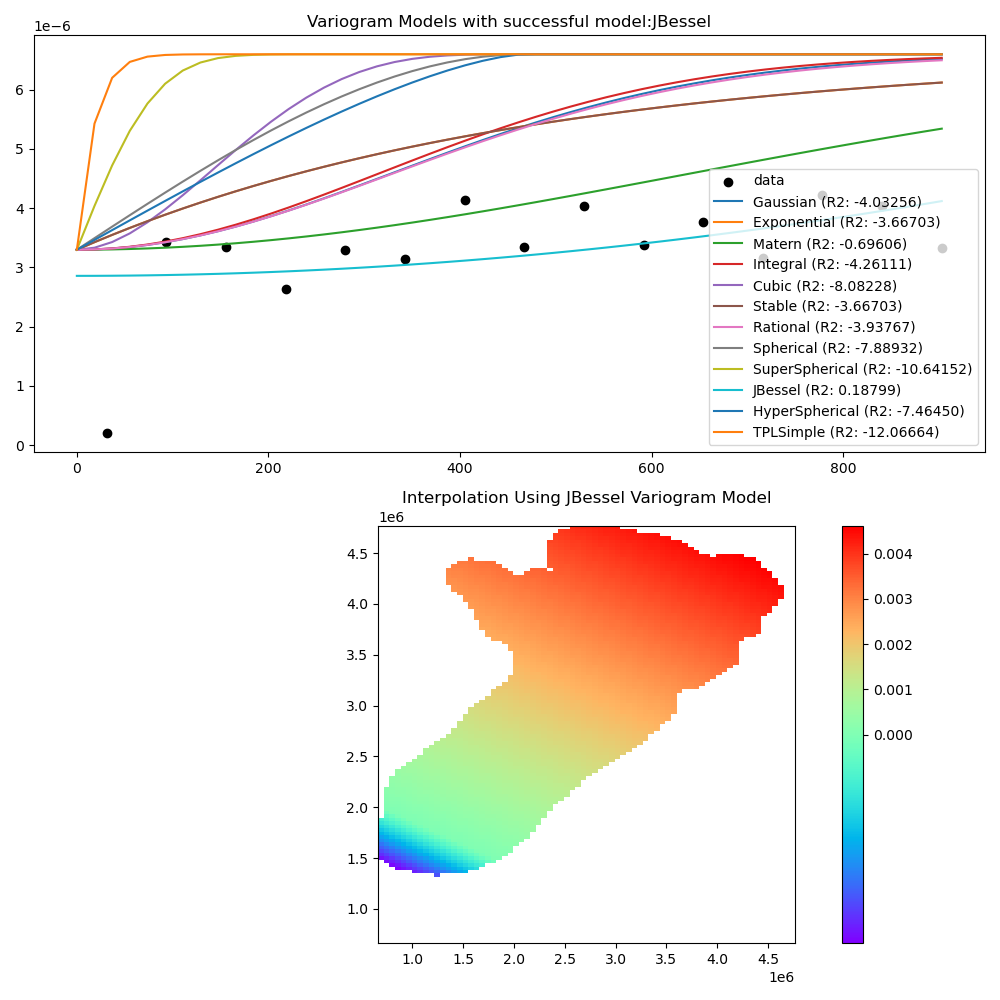 Variogram Models with successful model:JBessel
1e−6
6
5
4
3
2
1
0
0 200 400 600 800
data
Gaussian (R2: -4.03256)
Exponential (R2: -3.66703)
Matern (R2: -0.69606)
Integral (R2: -4.26111)
Cubic (R2: -8.08228)
Stable (R2: -3.66703)
Rational (R2: -3.93767)
Spherical (R2: -7.88932)
SuperSpherical (R2: -10.64152)
JBessel (R2: 0.18799)
HyperSpherical (R2: -7.46450)
TPLSimple (R2: -12.06664)
Interpolation Using JBessel Variogram Model
1e6
4.5
4.0
3.5
3.0
2.5
2.0
1.5
1.0
1.0 1.5 2.0 2.5 3.0 3.5 4.0 4.5
1e6
0.004
0.003
0.002
0.001
0.000